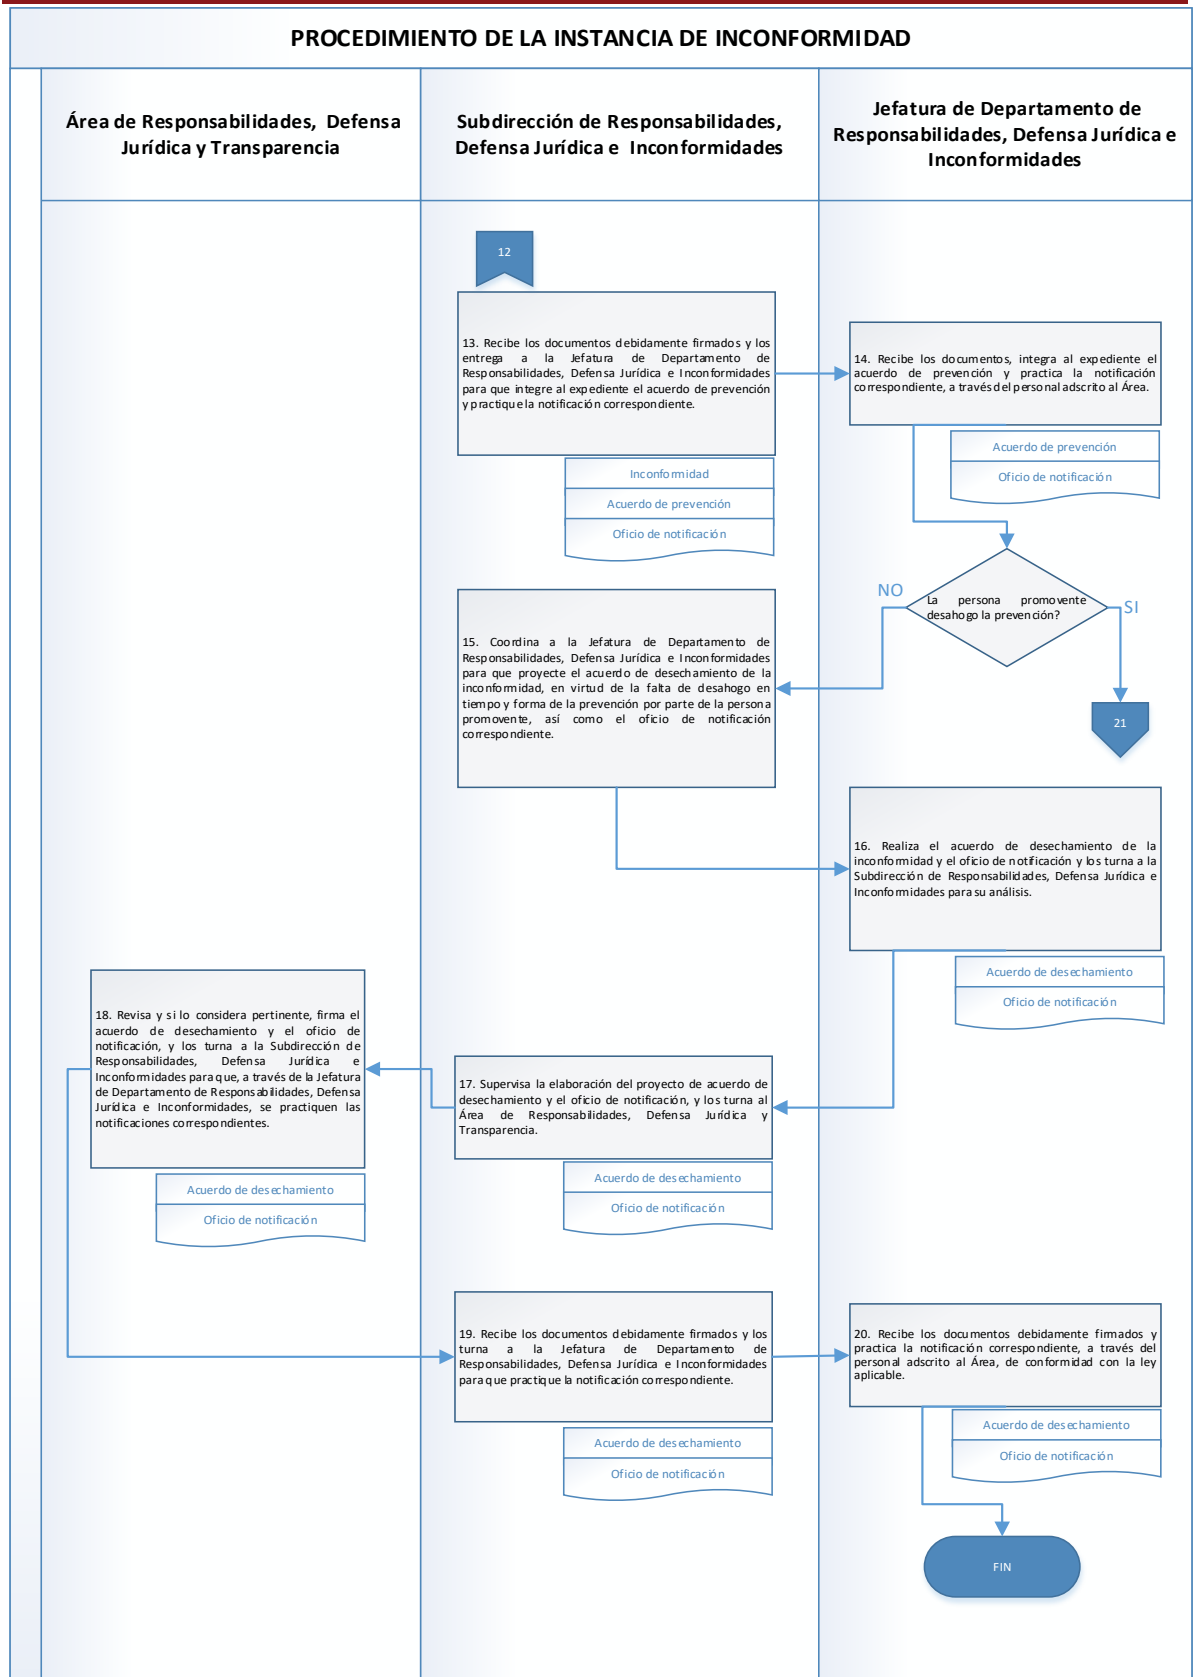 PROCEDIMIENTO DE LA INSTANCIA DE INCONFORMIDAD
Área de Responsabilidades, Defensa
Jurídica y Transparencia
Subdirección de Responsabilidades,
Defensa Jurídica e Inconformidades
Jefatura de Departamento de
Responsabilidades, Defensa Jurídica e
Inconformidades
12
13. Recibe los documentos debidamente firmados y los
entrega a la Jefatura de Departamento de
Responsabilidades, Defensa Jurídica e Inconformidades
para que integre al expediente el acuerdo de prevención
y practique la notificación correspondiente.
Inconformidad
Acuerdo de prevención
Oficio de notificación
14. Recibe los documentos, integra al expediente el
acuerdo de prevención y practica la notificación
correspondiente, a través del personal adscrito al Área.
Acuerdo de prevención
Oficio de notificación
La persona promovente
desahogo la prevención?
NO
SI
21
15. Coordina a la Jefatura de Departamento de
Responsabilidades, Defensa Jurídica e Inconformidades
para que proyecte el acuerdo de desechamiento de la
inconformidad, en virtud de la falta de desahogo en
tiempo y forma de la prevención por parte de la persona
promovente, así como el oficio de notificación
correspondiente.
16. Realiza el acuerdo de desechamiento de la
inconformidad y el oficio de notificación y los turna a la
Subdirección de Responsabilidades, Defensa Jurídica e
Inconformidades para su análisis.
Acuerdo de desechamiento
Oficio de notificación
17. Supervisa la elaboración del proyecto de acuerdo de
desechamiento y el oficio de notificación, y los turna al
Área de Responsabilidades, Defensa Jurídica y
Transparencia.
Acuerdo de desechamiento
Oficio de notificación
18. Revisa y si lo considera pertinente, firma el
acuerdo de desechamiento y el oficio de
notificación, y los turna a la Subdirección de
Responsabilidades, Defensa Jurídica e
Inconformidades para que, a través de la Jefatura
de Departamento de Responsabilidades, Defensa
Jurídica e Inconformidades, se practiquen las
notificaciones correspondientes.
Acuerdo de desechamiento
Oficio de notificación
19. Recibe los documentos debidamente firmados y los
turna a la Jefatura de Departamento de
Responsabilidades, Defensa Jurídica e Inconformidades
para que practique la notificación correspondiente.
Acuerdo de desechamiento
Oficio de notificación
20. Recibe los documentos debidamente firmados y
practica la notificación correspondiente, a través del
personal adscrito al Área, de conformidad con la ley
aplicable.
Acuerdo de desechamiento
Oficio de notificación
FIN